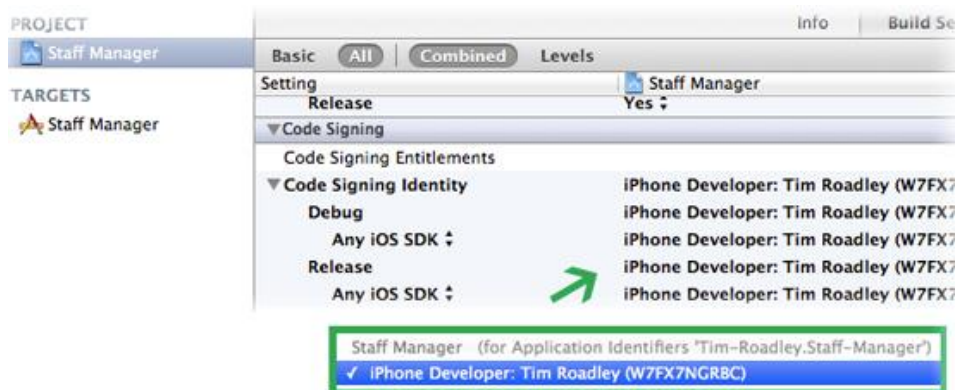 PROJECT
Staff Manager
TARGETS
Staff Manager
Info Build Se
Basic All Combined Levels
Setting Staff Manager
Release Yes
Code Signing
Code Signing Entitlements
Code Signing Identity iPhone Developer: Tim Roadley (W7FX7
Debug iPhone Developer: Tim Roadley (W7FX7
Any iOS SDK iPhone Developer: Tim Roadley (W7FX7
Release iPhone Developer: Tim Roadley (W7FX7
Any iOS SDK iPhone Developer: Tim Roadley (W7FX7
Staff Manager (for Application Identifiers 'Tim-Roadley.Staff-Manager')
✓ iPhone Developer: Tim Roadley (W7FX7NGRBC)